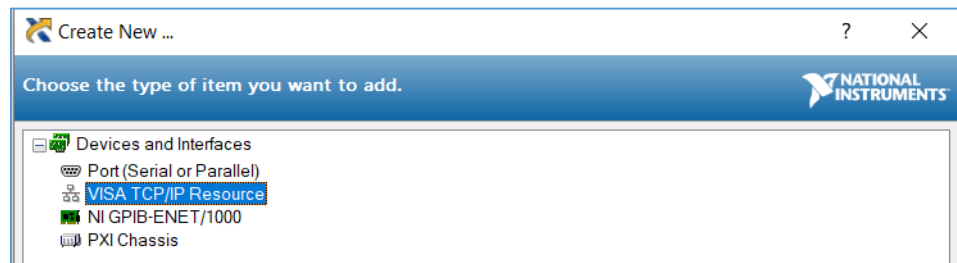 Create New ...
?
Choose the type of item you want to add.
NATIONAL
INSTRUMENTS
Devices and Interfaces
Port (Serial or Parallel)
VISA TCP/IP Resource
NI GPIB-ENET/1000
PXI Chassis